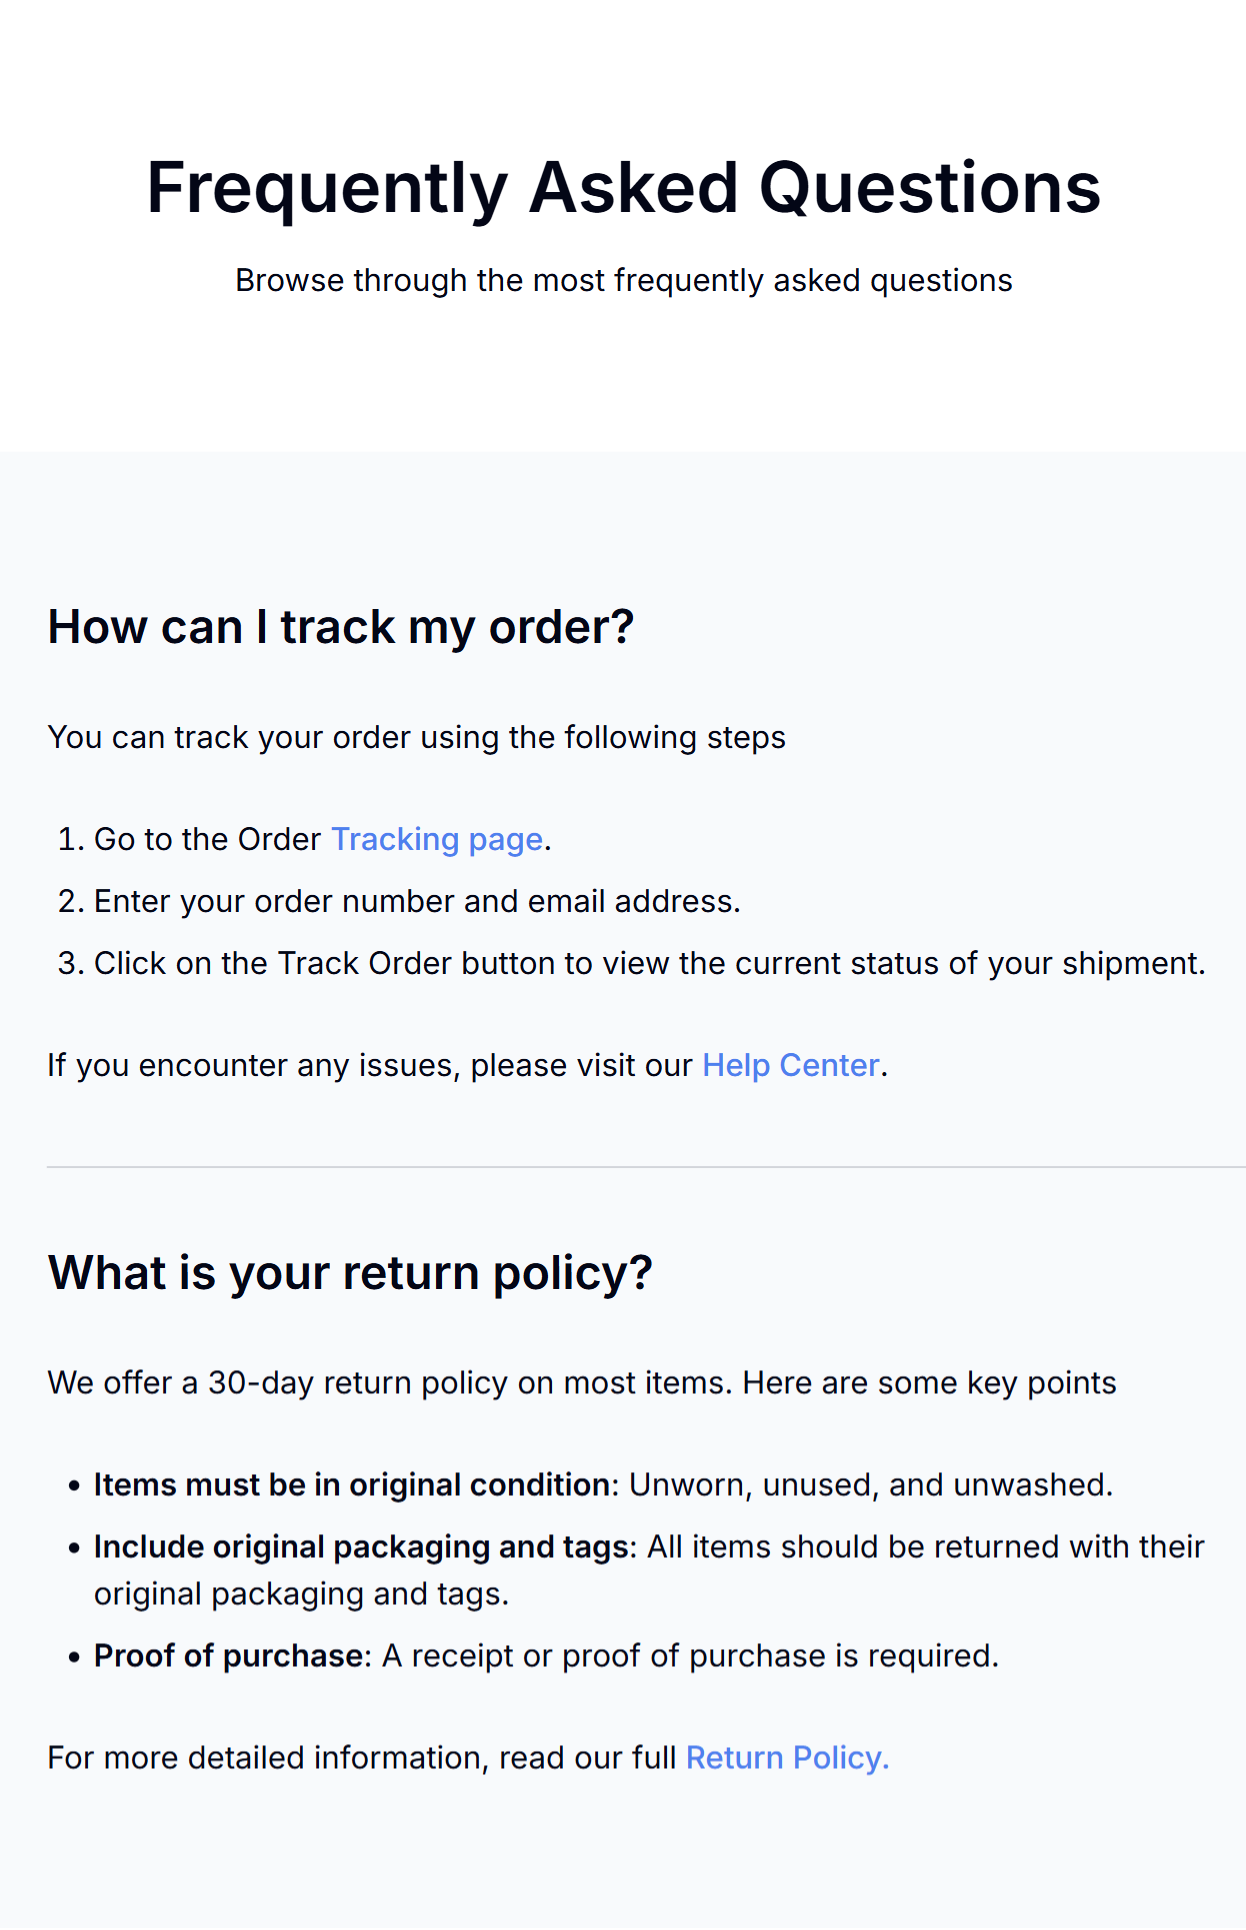 Frequently Asked Questions
Browse through the most frequently asked questions
How can I track my order?
You can track your order using the following steps
1. Go to the Order Tracking page.
2. Enter your order number and email address.
3. Click on the Track Order button to view the current status of your shipment.
If you encounter any issues, please visit our Help Center.
What is your return policy?
We offer a 30-day return policy on most items. Here are some key points
• Items must be in original condition: Unworn, unused, and unwashed.
• Include original packaging and tags: All items should be returned with their
original packaging and tags.
• Proof of purchase: A receipt or proof of purchase is required.
For more detailed information, read our full Return Policy.